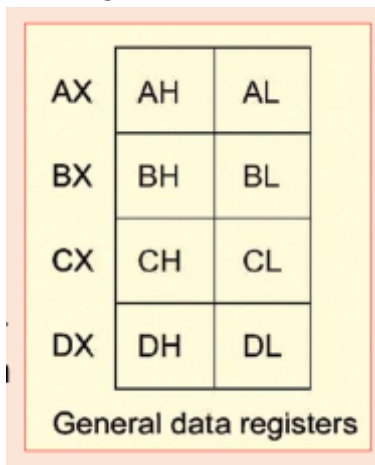 AX AH AL
BX BH BL
CX CH CL
DX DH DL
General data registers